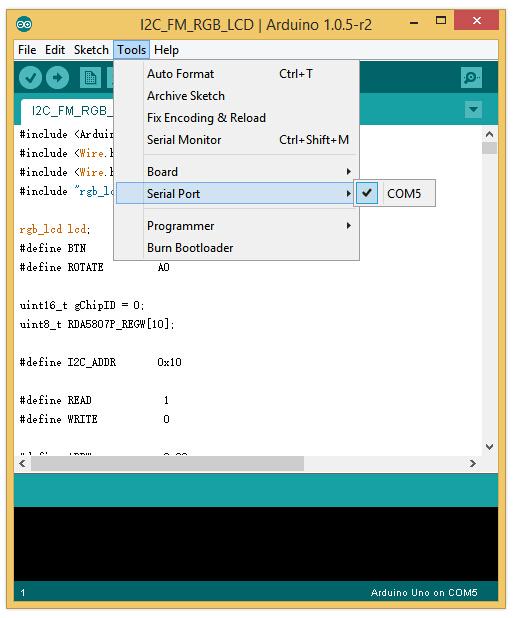 I2C_FM_RGB_LCD | Arduino 1.0.5-r2
File Edit Sketch Tools Help
Auto Format Ctrl+T
Archive Sketch
Fix Encoding & Reload
Serial Monitor Ctrl+Shift+M
Board
Serial Port
COM5
Programmer
Burn Bootloader
I2C_FM_RGB_
#include <Arduin
#include <Wire.h
#include <Wire.h
#include "rgb_lc
rgb_lcd lcd;
#define BTN
#define ROTATE A0
uint16_t gChipID = 0;
uint8_t RDA5807P_REGW[10];
#define I2C_ADDR 0x10
#define READ 1
#define WRITE 0
1
Arduino Uno on COM5